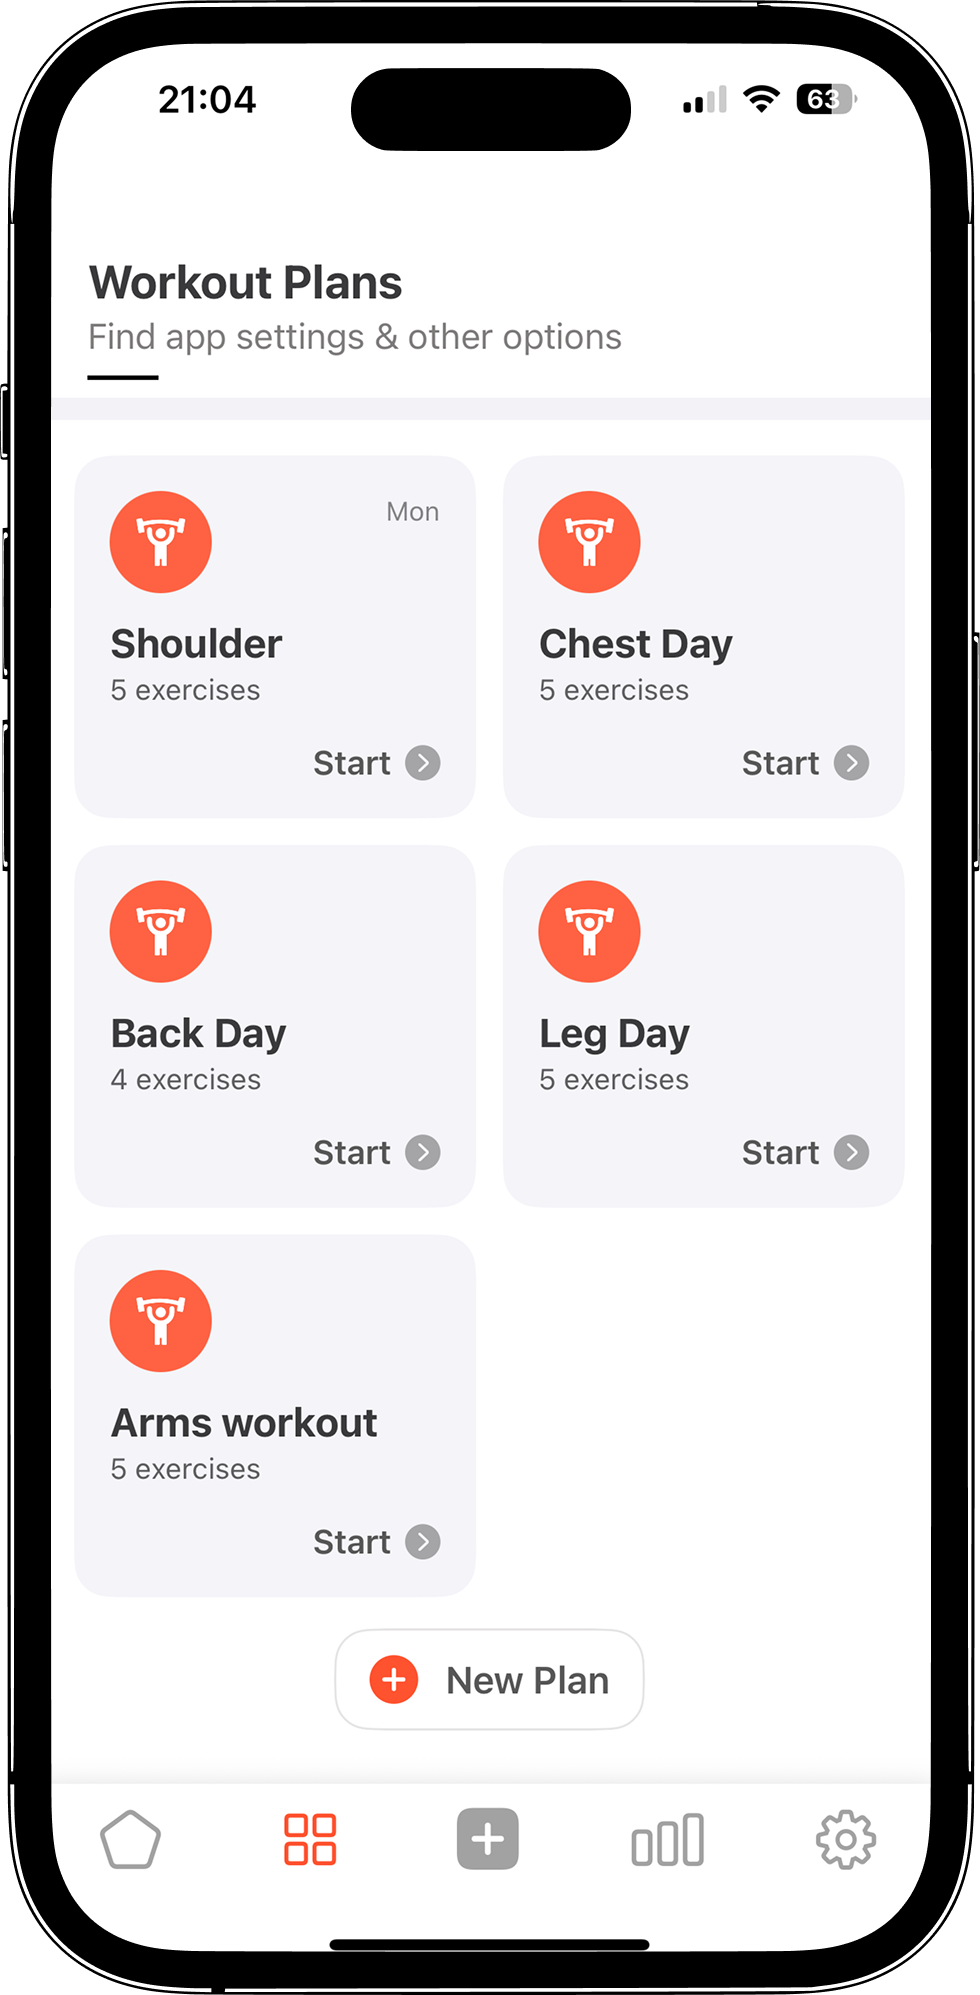 21:04
63
Workout Plans
Find app settings & other options
Mon
Shoulder
5 exercises
Start
Chest Day
5 exercises
Start
Back Day
4 exercises
Start
Leg Day
5 exercises
Start
Arms workout
5 exercises
Start
New Plan